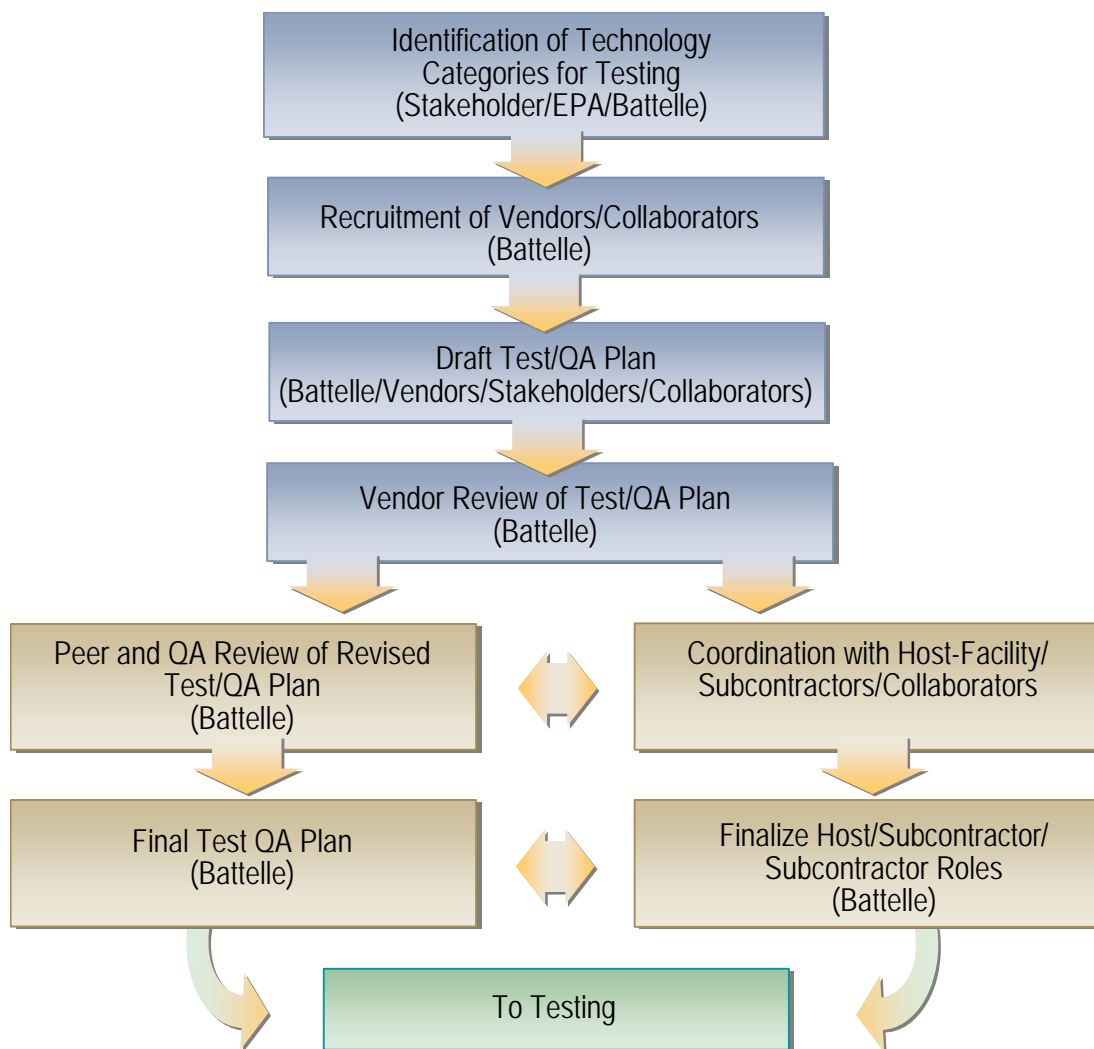 Identification of Technology
Categories for Testing
(Stakeholder/EPA/Battelle)
Recruitment of Vendors/Collaborators
(Battelle)
Draft Test/QA Plan
(Battelle/Vendors/Stakeholders/Collaborators)
Vendor Review of Test/QA Plan
(Battelle)
Peer and QA Review of Revised
Test/QA Plan
(Battelle)
Coordination with Host-Facility/
Subcontractors/Collaborators
Final Test QA Plan
(Battelle)
Finalize Host/Subcontractor/
Subcontractor Roles
(Battelle)
To Testing